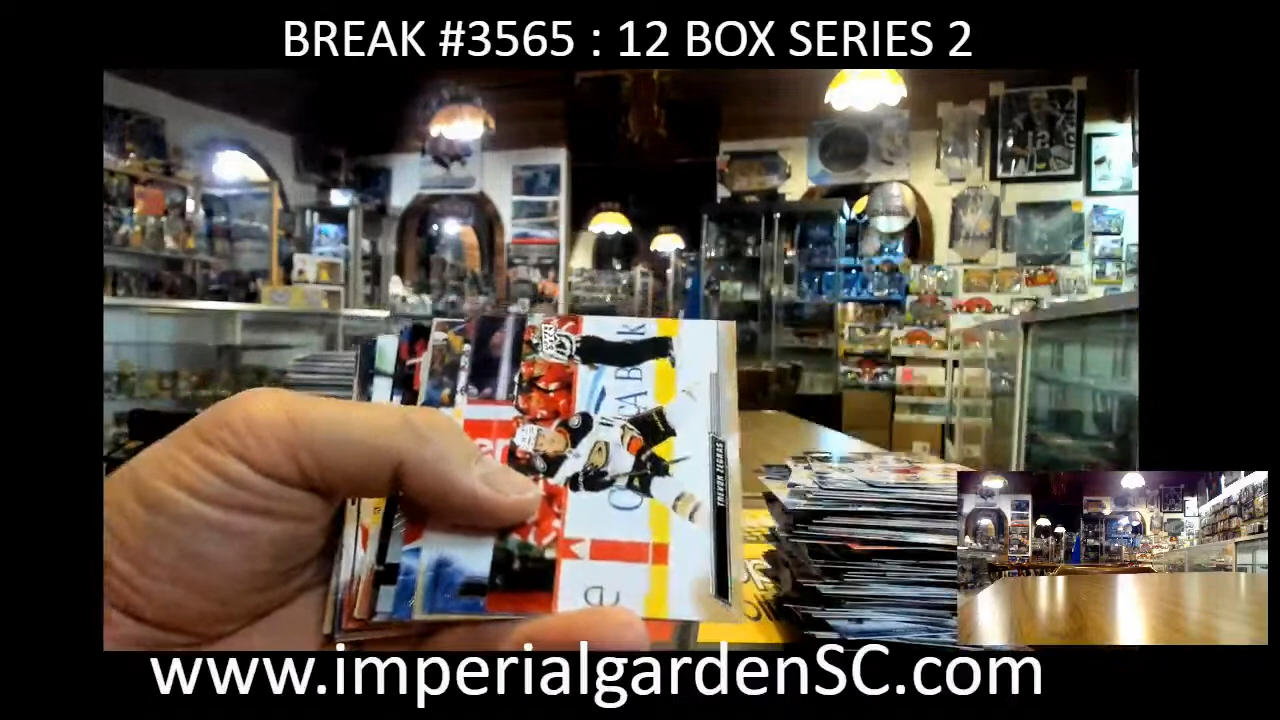 BREAK #3565 : 12 BOX SERIES 2
TREVOR ZEGRAS
www.imperialgardenSC.com